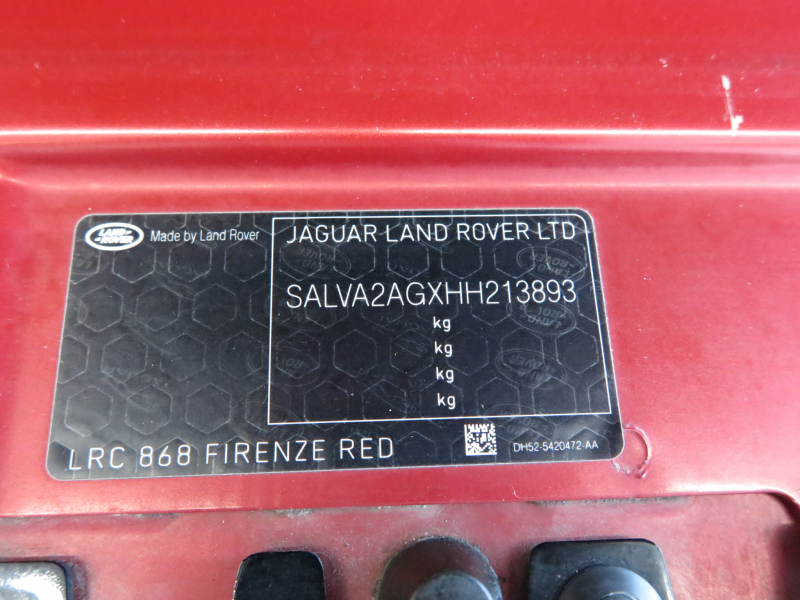 LAND-
-ROVER
Made by Land Rover
JAGUAR LAND ROVER LTD
SALVA2AGXHH213893
kg
kg
kg
kg
LRC 868 FIRENZE RED
DH52-5420472-AA